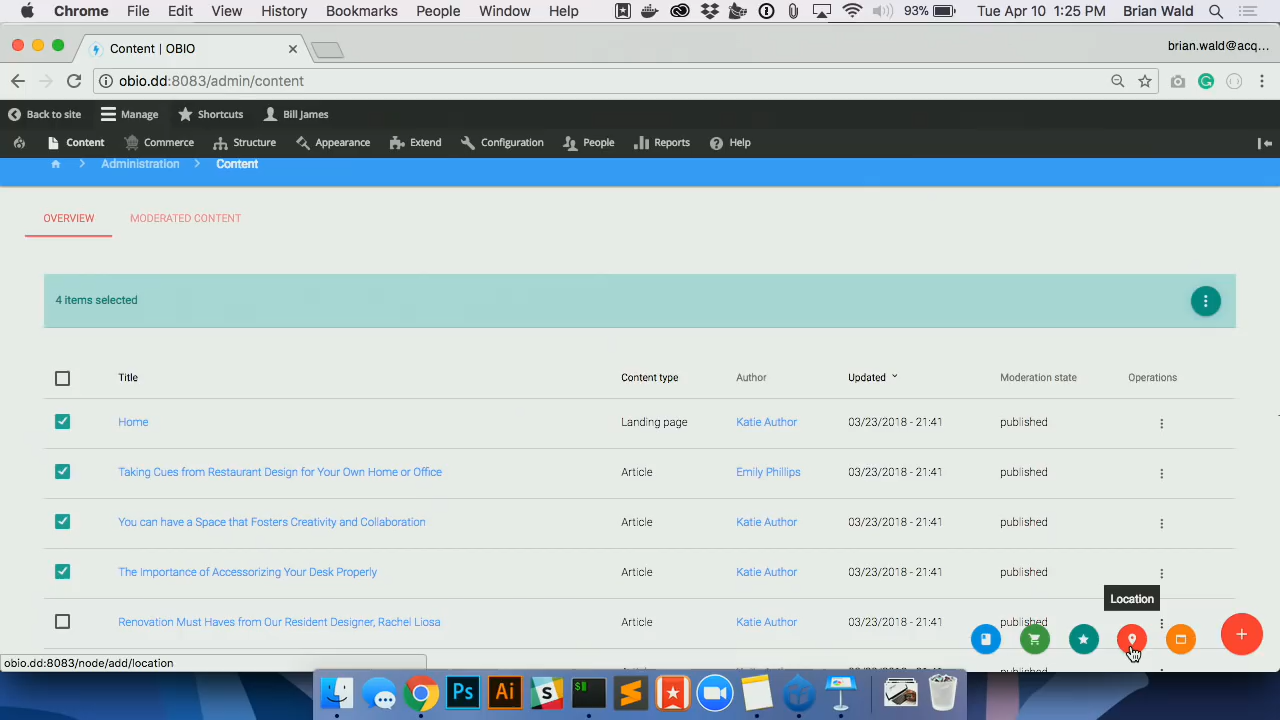 Chrome File Edit View History Bookmarks People Window Help 93% Tue Apr 10 1:25 PM Brian Wald
Content | OBIO
brian.wald@acq...
obio.dd:8083/admin/content
Back to site Manage Shortcuts Bill James
Content Commerce Structure Appearance Extend Configuration People Reports Help
Administration Content
OVERVIEW MODERATED CONTENT
4 items selected
Title Content type Author Updated Moderation state Operations
Home Landing page Katie Author 03/23/2018 - 21:41 published
Taking Cues from Restaurant Design for Your Own Home or Office Article Emily Phillips 03/23/2018 - 21:41 published
You can have a Space that Fosters Creativity and Collaboration Article Katie Author 03/23/2018 - 21:41 published
The Importance of Accessorizing Your Desk Properly Article Katie Author 03/23/2018 - 21:41 published
Location
Renovation Must Haves from Our Resident Designer, Rachel Liosa Article Katie Author 03/23/2018 - 21:41 published
obio.dd:8083/node/add/location
Ps Ai S $